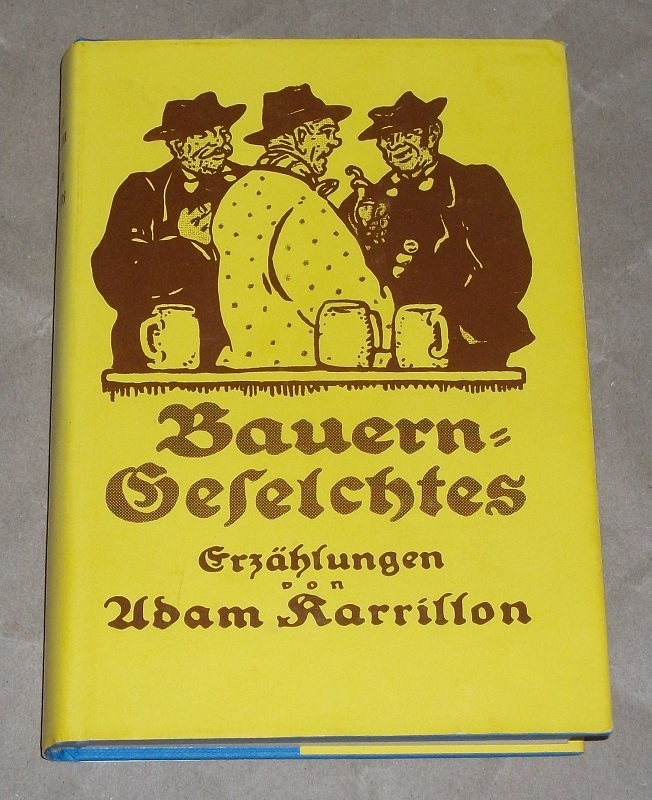 Bauern=
Geſelchtes
Erzählungen
von
Adam Karrillon